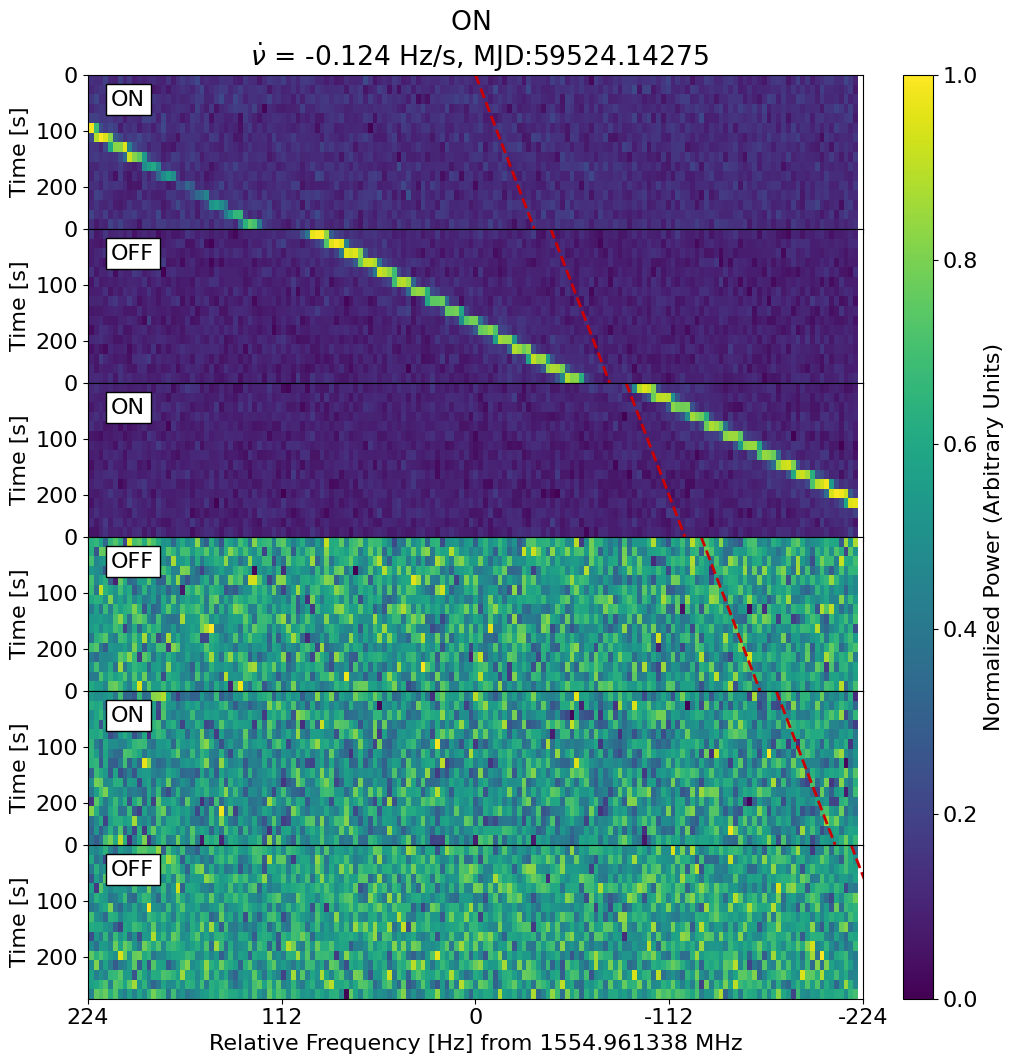 ON
ν̇ = -0.124 Hz/s, MJD:59524.14275
0
ON
100
200
Time [s]
0
OFF
100
200
Time [s]
0
ON
100
200
Time [s]
0
OFF
100
200
Time [s]
0
ON
100
200
Time [s]
0
OFF
100
200
Time [s]
224 112 0 -112 -224
Relative Frequency [Hz] from 1554.961338 MHz
1.0
0.8
0.6
0.4
0.2
0.0
Normalized Power (Arbitrary Units)